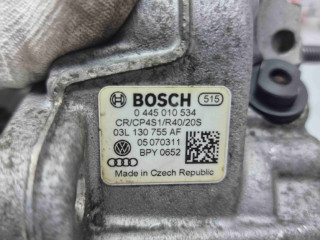 BOSCH 515
0 445 010 534
CR/CP4S1/R40/20S
03L 130 755 AF
05070311
BPY 0652
Made in Czech Republic